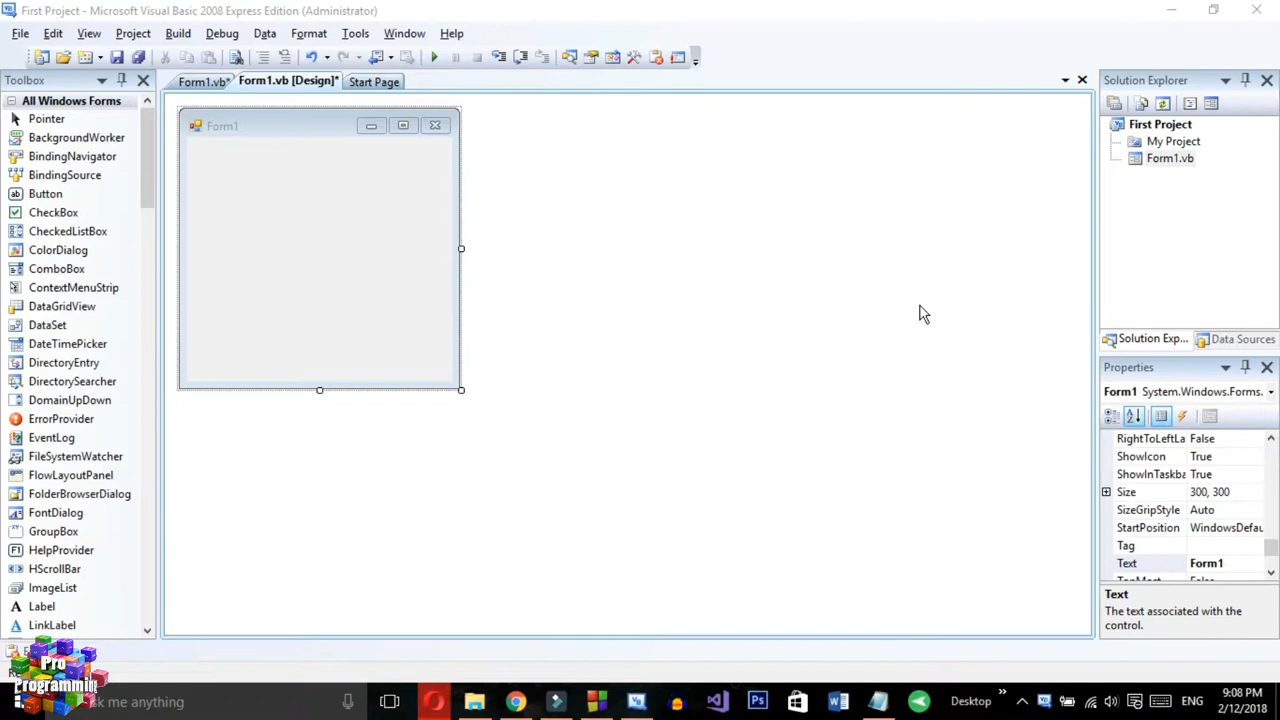 First Project - Microsoft Visual Basic 2008 Express Edition (Administrator)
File Edit View Project Build Debug Data Format Tools Window Help
Toolbox
Form1.vb* Form1.vb [Design]* Start Page
Solution Explorer
All Windows Forms
Pointer
BackgroundWorker
BindingNavigator
BindingSource
Button
CheckBox
CheckedListBox
ColorDialog
ComboBox
ContextMenuStrip
DataGridView
DataSet
DateTimePicker
DirectoryEntry
DirectorySearcher
DomainUpDown
ErrorProvider
EventLog
FileSystemWatcher
FlowLayoutPanel
FolderBrowserDialog
FontDialog
GroupBox
HelpProvider
HScrollBar
ImageList
Label
LinkLabel
Form1
First Project
My Project
Form1.vb
Solution Exp... Data Sources
Properties
Form1 System.Windows.Forms.
RightToLeftLa False
ShowIcon True
ShowInTaskba True
Size 300, 300
SizeGripStyle Auto
StartPosition WindowsDefau
Tag
Text Form1
Text
The text associated with the
control.
Pro
Programming
sk me anything
Desktop
ENG
9:08 PM
2/12/2018